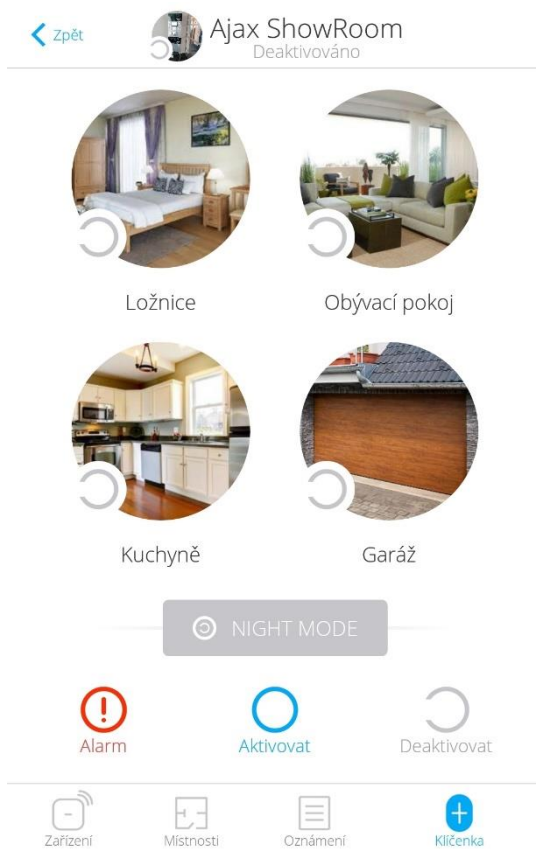 Zpět
Ajax ShowRoom
Deaktivováno
Ložnice
Obývací pokoj
Kuchyně
Garáž
NIGHT MODE
Alarm
Aktivovat
Deaktivovat
Zařízení
Místnosti
Oznámení
Klíčenka